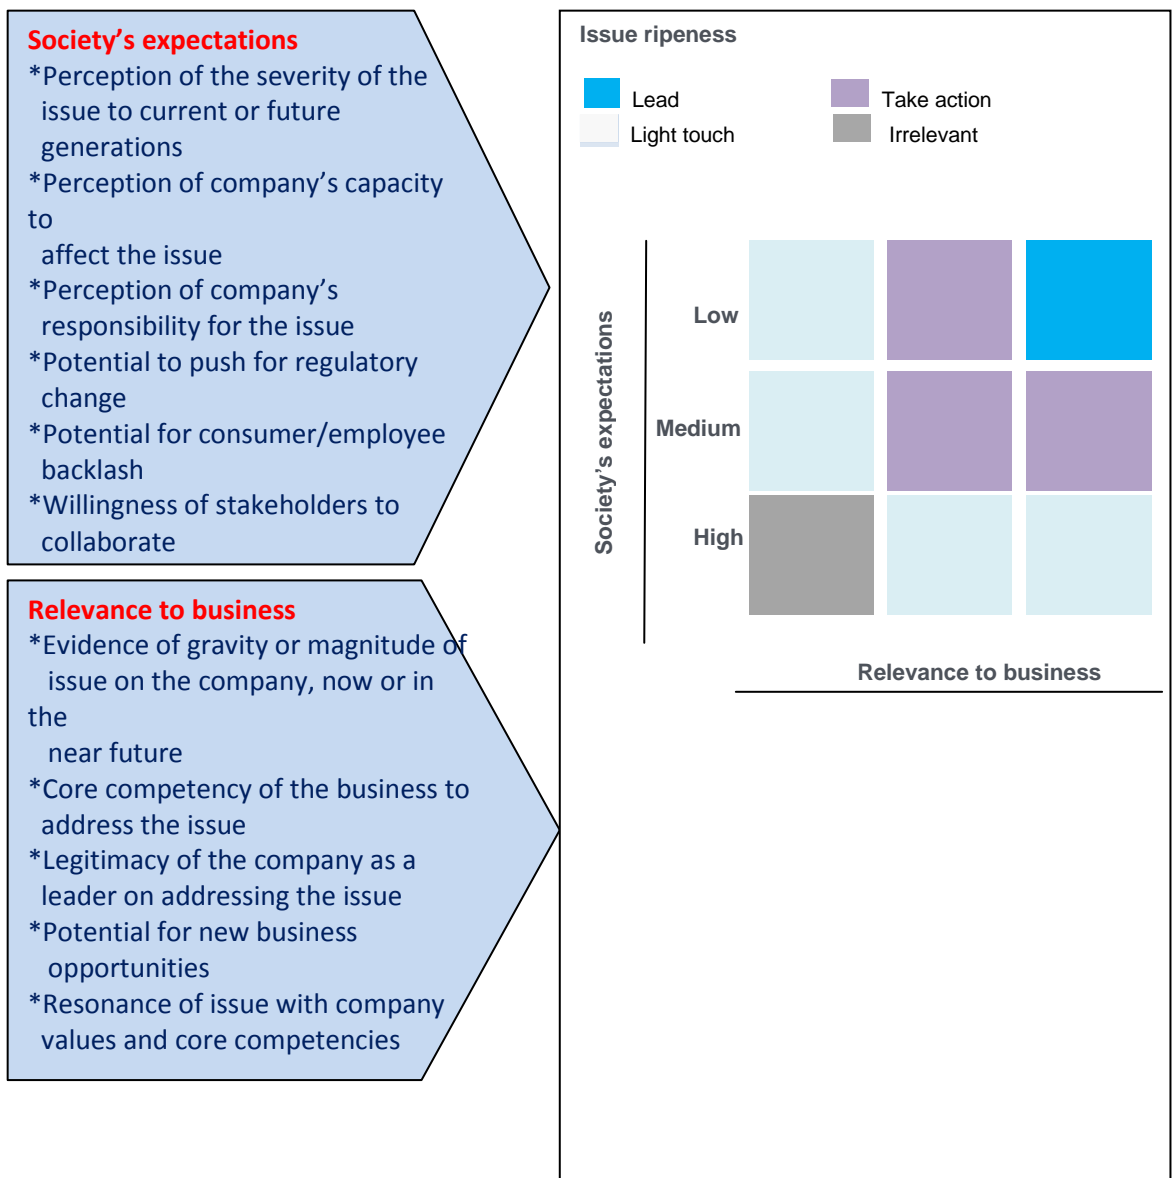 Society’s expectations
*Perception of the severity of the
issue to current or future
generations
*Perception of company’s capacity
to
affect the issue
*Perception of company’s
responsibility for the issue
*Potential to push for regulatory
change
*Potential for consumer/employee
backlash
*Willingness of stakeholders to
collaborate
Relevance to business
*Evidence of gravity or magnitude of
issue on the company, now or in
the
near future
*Core competency of the business to
address the issue
*Legitimacy of the company as a
leader on addressing the issue
*Potential for new business
opportunities
*Resonance of issue with company
values and core competencies
Issue ripeness
Lead
Take action
Light touch
Irrelevant
Society’s expectations
Low
Medium
High
Relevance to business